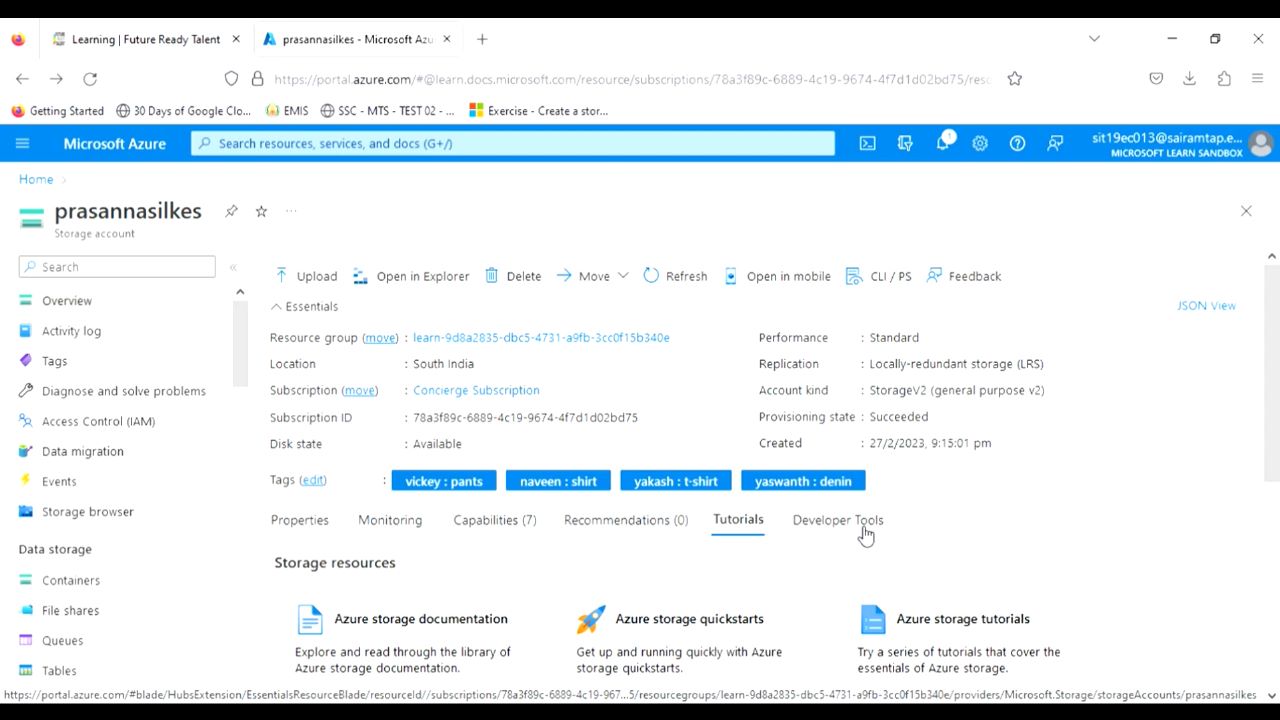 Learning | Future Ready Talent
prasannasilkes - Microsoft Azu
https://portal.azure.com/#@learn.docs.microsoft.com/resource/subscriptions/78a3f89c-6889-4c19-9674-4f7d1d02bd75/resc
Getting Started
30 Days of Google Clo...
EMIS
SSC - MTS - TEST 02 - ...
Exercise - Create a stor...
Microsoft Azure
Search resources, services, and docs (G+/)
1
sit19ec013@sairamtap.e...
MICROSOFT LEARN SANDBOX
Home >
prasannasilkes
...
Storage account
Search
«
Overview
Activity log
Tags
Diagnose and solve problems
Access Control (IAM)
Data migration
Events
Storage browser
Data storage
Containers
File shares
Queues
Tables
Upload
Open in Explorer
Delete
Move
Refresh
Open in mobile
CLI / PS
Feedback
Essentials
JSON View
Resource group (move) : learn-9d8a2835-dbc5-4731-a9fb-3cc0f15b340e
Location : South India
Subscription (move) : Concierge Subscription
Subscription ID : 78a3f89c-6889-4c19-9674-4f7d1d02bd75
Disk state : Available
Performance : Standard
Replication : Locally-redundant storage (LRS)
Account kind : StorageV2 (general purpose v2)
Provisioning state : Succeeded
Created : 27/2/2023, 9:15:01 pm
Tags (edit) : vickey : pants naveen : shirt yakash : t-shirt yaswanth : denin
Properties
Monitoring
Capabilities (7)
Recommendations (0)
Tutorials
Developer Tools
Storage resources
Azure storage documentation
Explore and read through the library of
Azure storage documentation.
Azure storage quickstarts
Get up and running quickly with Azure
storage quickstarts.
Azure storage tutorials
Try a series of tutorials that cover the
essentials of Azure storage.
https://portal.azure.com/#blade/HubsExtension/EssentialsResourceBlade/resourceId//subscriptions/78a3f89c-6889-4c19-967...5/resourcegroups/learn-9d8a2835-dbc5-4731-a9fb-3cc0f15b340e/providers/Microsoft.Storage/storageAccounts/prasannasilkes